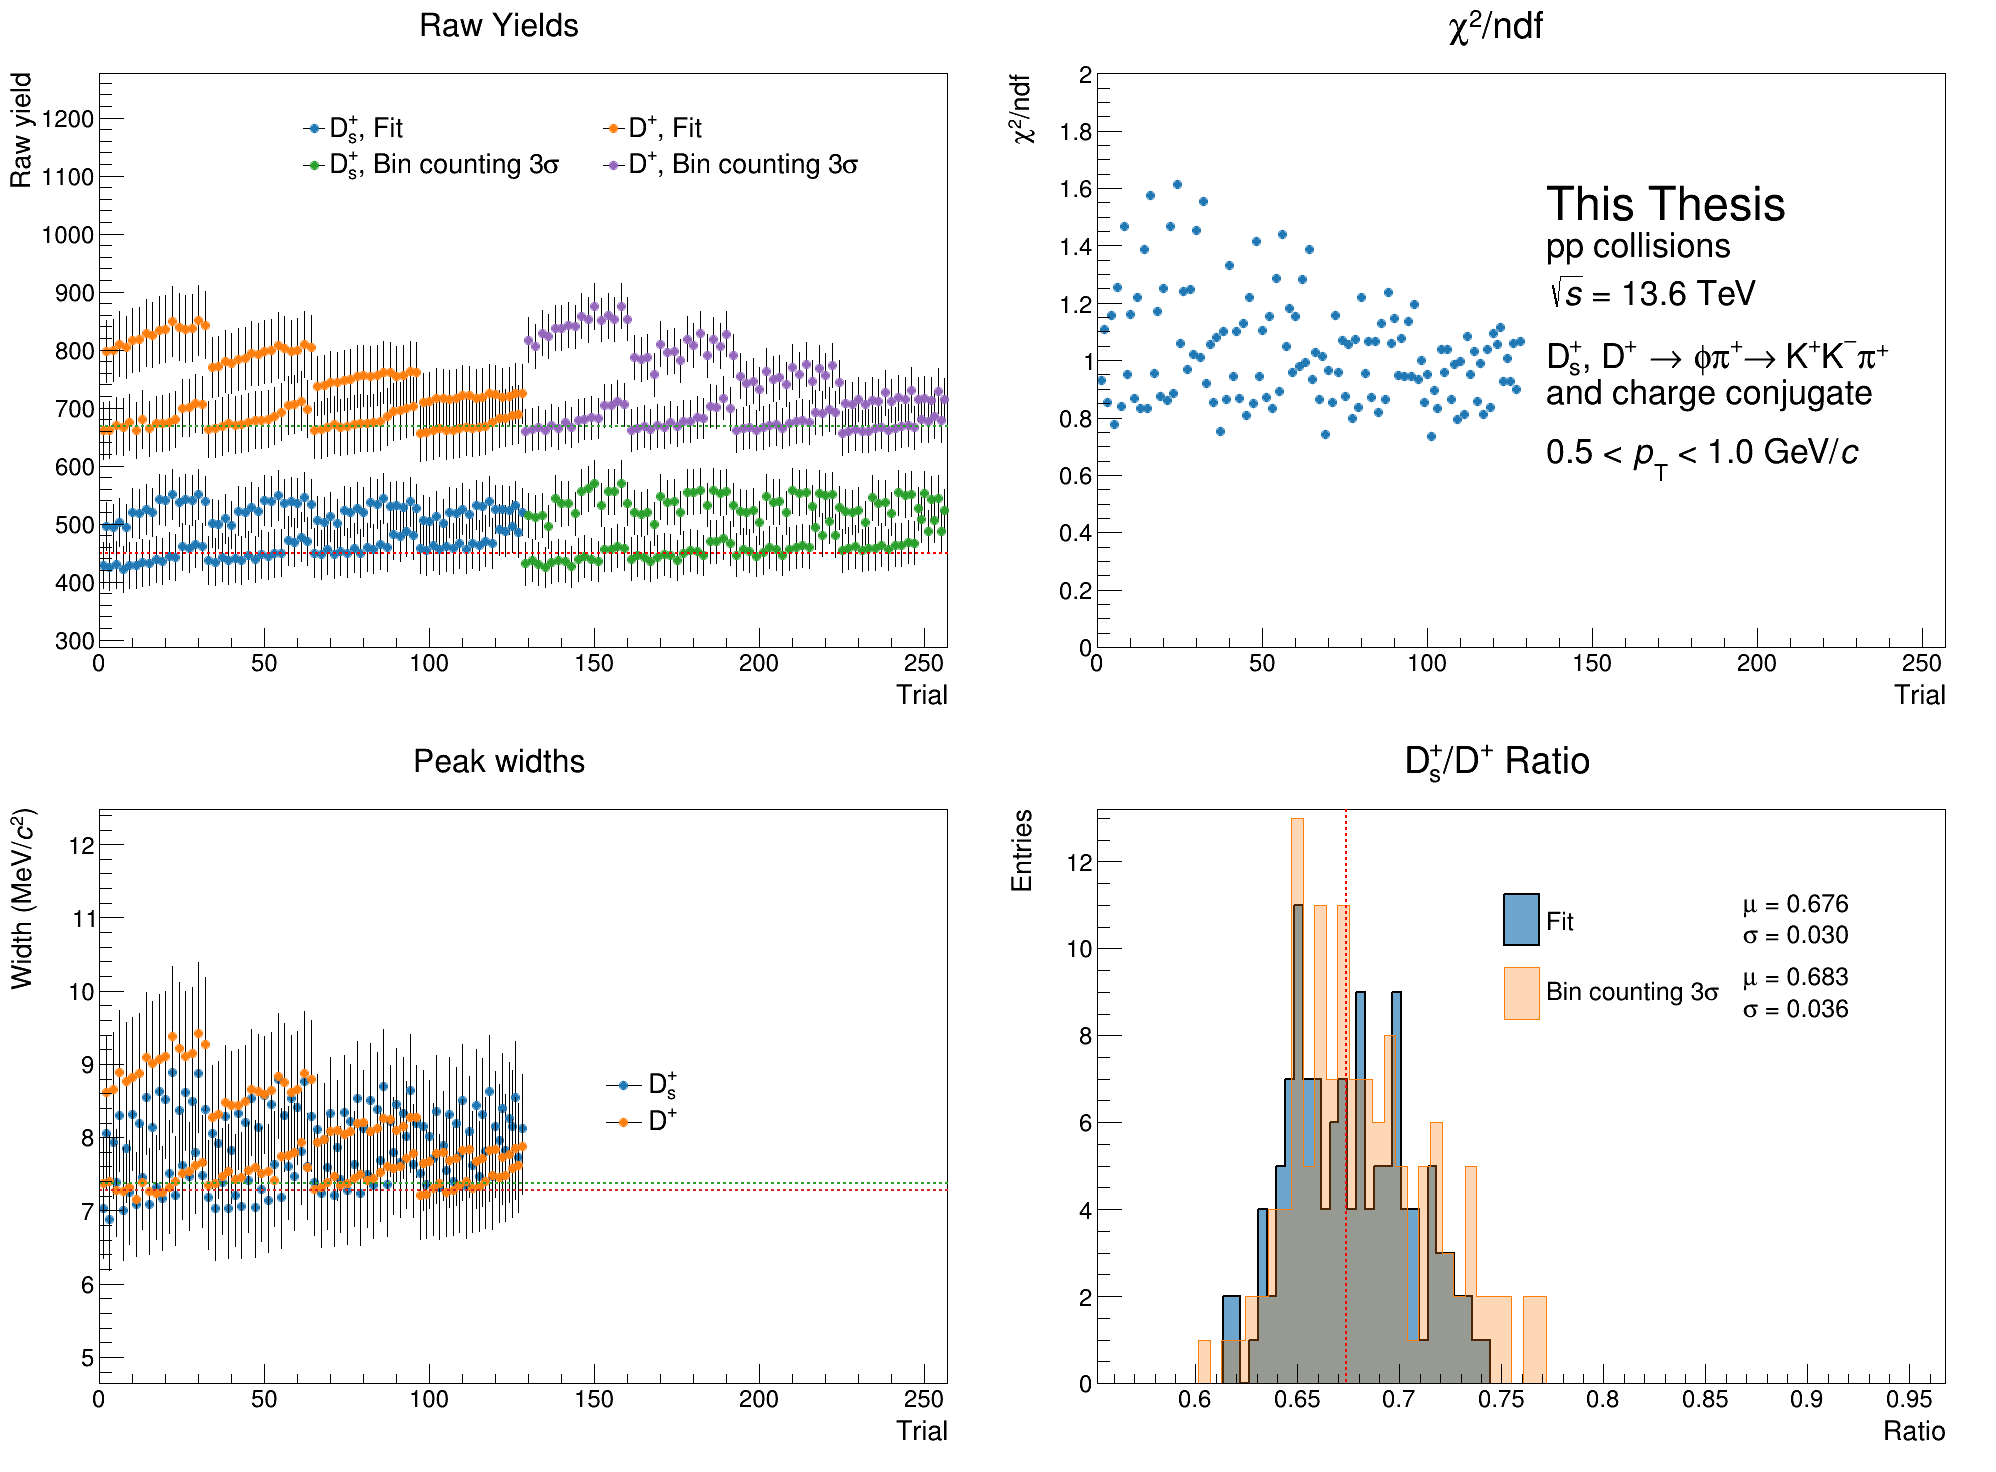 Raw Yields
Raw yield
1200
1100
1000
900
800
700
600
500
400
300
0 50 100 150 200 250
Trial
D⁺ₛ, Fit
D⁺, Fit
D⁺ₛ, Bin counting 3σ
D⁺, Bin counting 3σ
χ²/ndf
χ²/ndf
2
1.8
1.6
1.4
1.2
1
0.8
0.6
0.4
0.2
0
0 50 100 150 200 250
Trial
This Thesis
pp collisions
√s = 13.6 TeV
D⁺ₛ, D⁺ → ϕπ⁺→ K⁺K⁻π⁺
and charge conjugate
0.5 < p_T < 1.0 GeV/c
Peak widths
Width (MeV/c²)
12
11
10
9
8
7
6
5
0 50 100 150 200 250
Trial
D⁺ₛ
D⁺
D⁺ₛ/D⁺ Ratio
Entries
12
10
8
6
4
2
0
0.6 0.65 0.7 0.75 0.8 0.85 0.9 0.95
Ratio
Fit
μ = 0.676
σ = 0.030
Bin counting 3σ
μ = 0.683
σ = 0.036